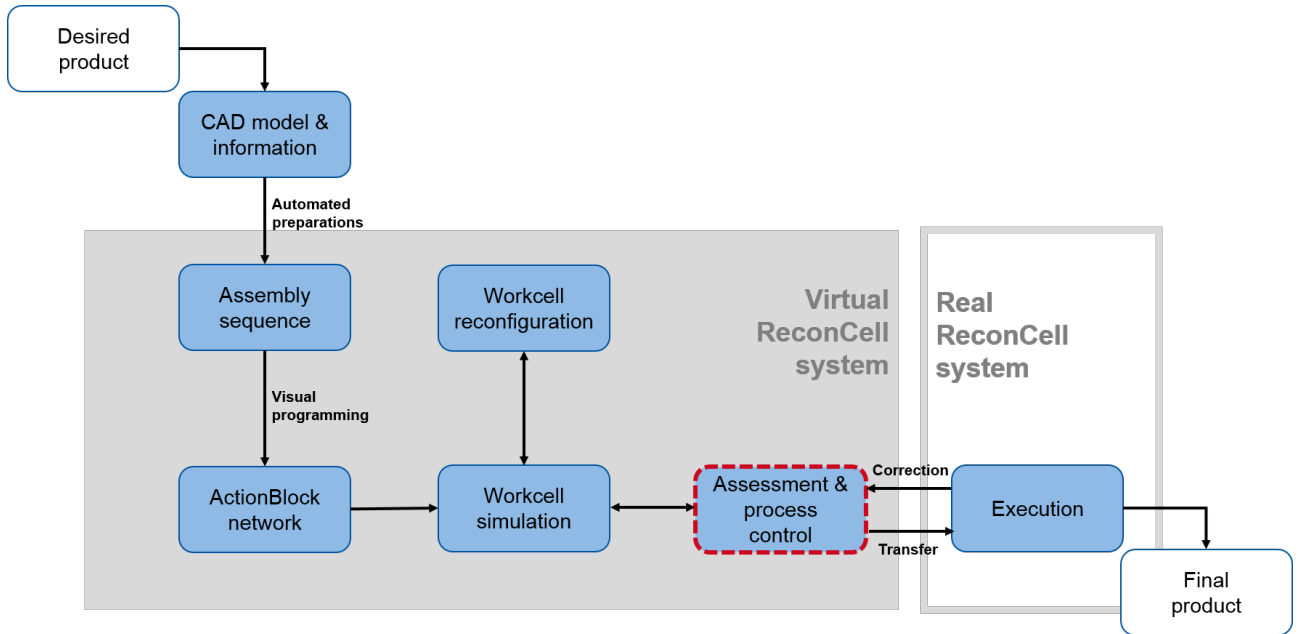 Desired
product
CAD model &
information
Automated
preparations
Assembly
sequence
Workcell
reconfiguration
Virtual
ReconCell
system
Real
ReconCell
system
Visual
programming
ActionBlock
network
Workcell
simulation
Assessment &
process
control
Correction
Transfer
Execution
Final
product